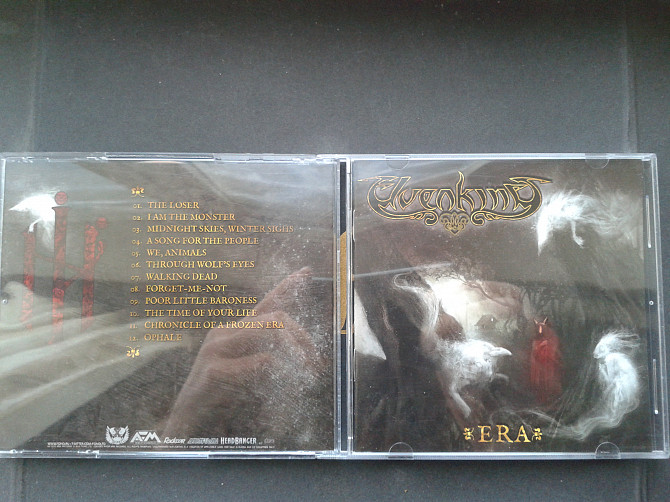 01. THE LOSER
02. I AM THE MONSTER
03. MIDNIGHT SKIES, WINTER SIGHS
04. A SONG FOR THE PEOPLE
05. WE, ANIMALS
06. THROUGH WOLF'S EYES
07. WALKING DEAD
08. FORGET-ME-NOT
09. POOR LITTLE BARONESS
10. THE TIME OF YOUR LIFE
11. CHRONICLE OF A FROZEN ERA
12. OPHALE
AFM HEADBANGER
ELVENKING
ERA